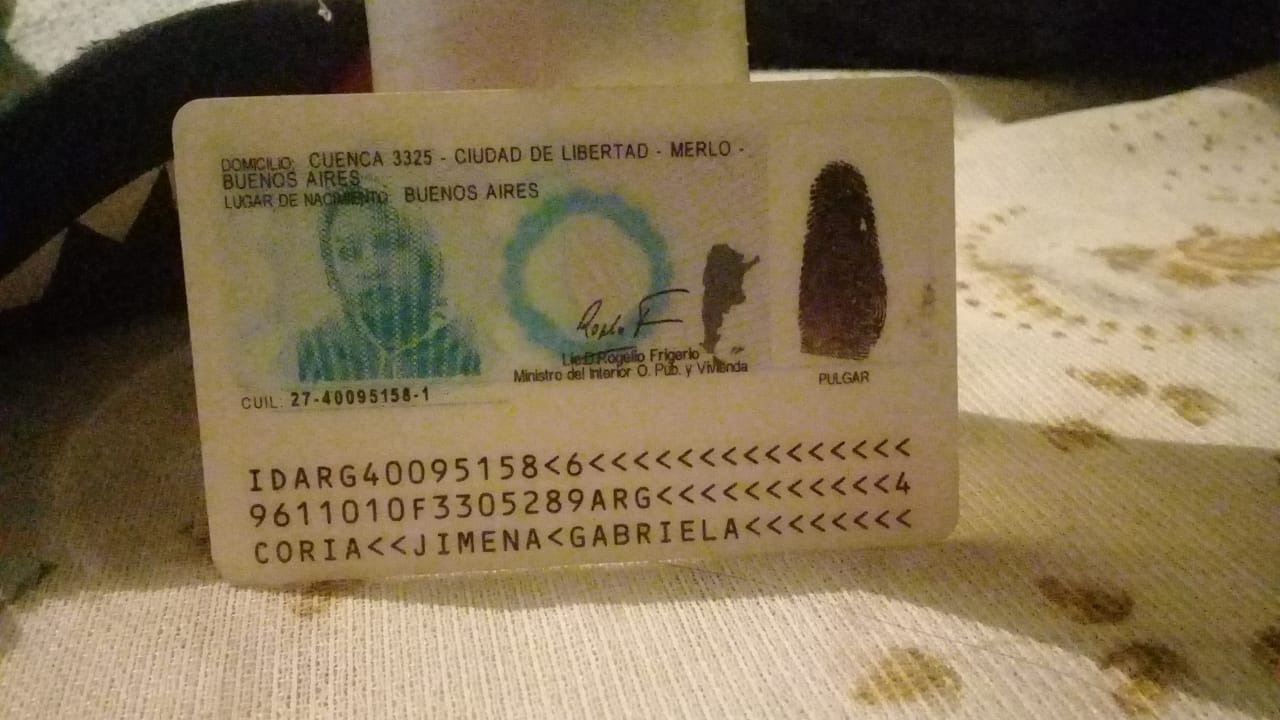 DOMICILIO: CUENCA 3325 - CIUDAD DE LIBERTAD - MERLO -
BUENOS AIRES
LUGAR DE NACIMIENTO: BUENOS AIRES
Lic. Rogelio Frigerio
Ministro del Interior O. Púb. y Vivienda
PULGAR
CUIL: 27-40095158-1
IDARG40095158<6<<<<<<<<<<<<<<<
9611010F3305289ARG<<<<<<<<<<<4
CORIA<<JIMENA<GABRIELA<<<<<<<<